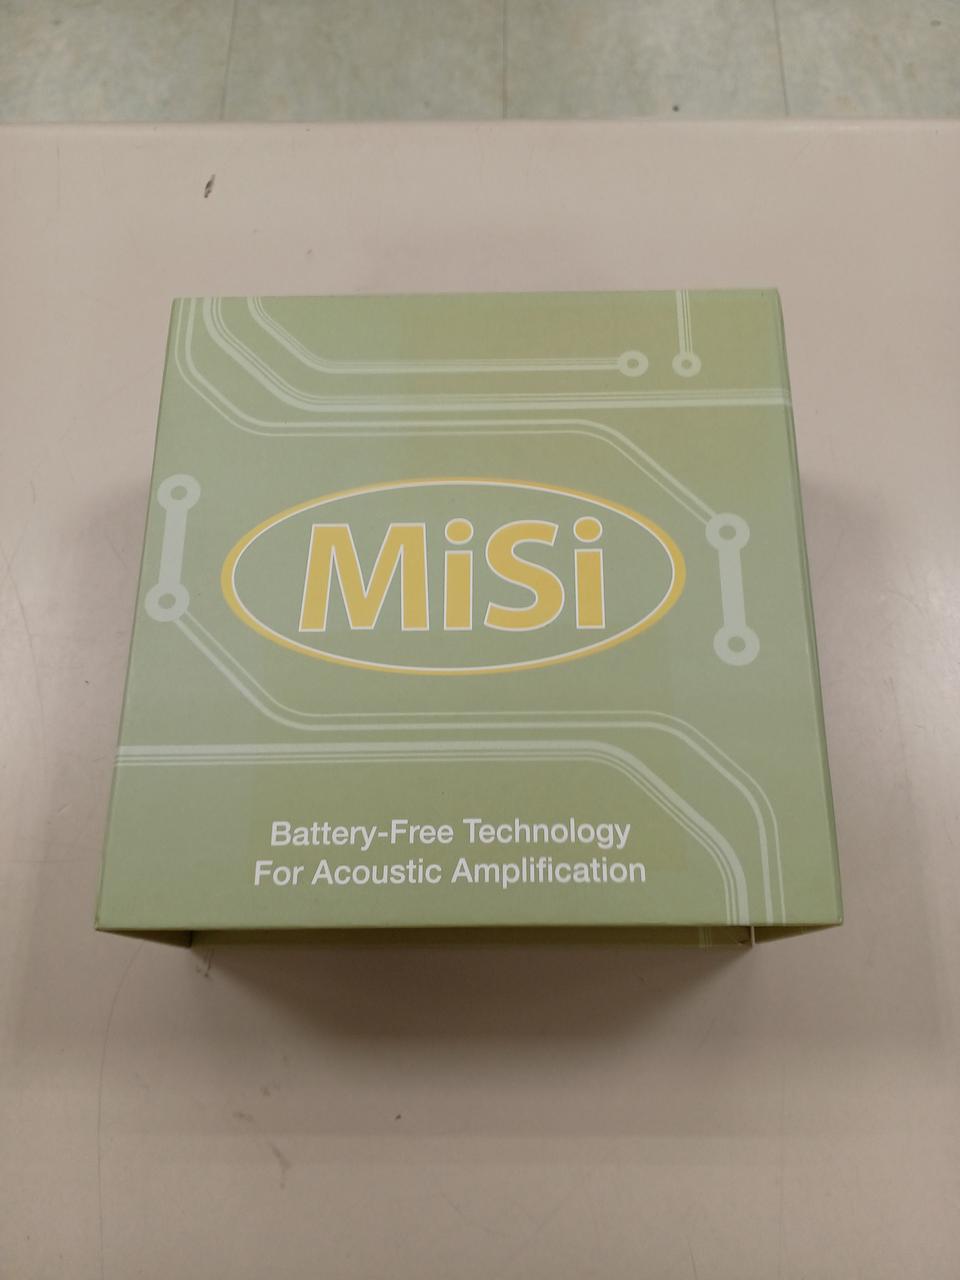 MiSi
Battery-Free Technology
For Acoustic Amplification